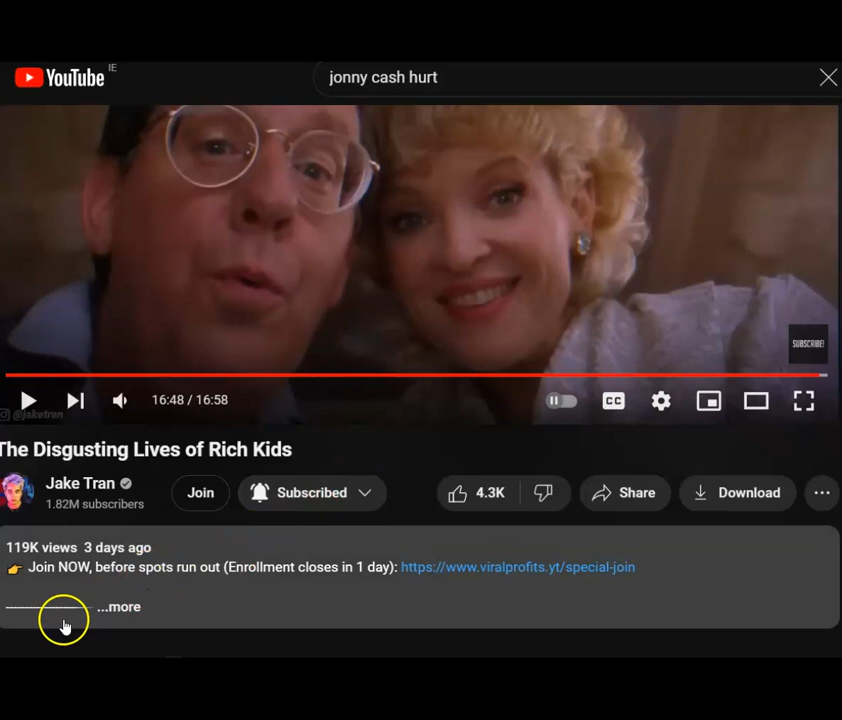 YouTube IE
jonny cash hurt
SUBSCRIBE!
16:48 / 16:58
CC
@jaketran
The Disgusting Lives of Rich Kids
Jake Tran
1.82M subscribers
Join
Subscribed
4.3K
Share
Download
119K views 3 days ago
👉 Join NOW, before spots run out (Enrollment closes in 1 day): https://www.viralprofits.yt/special-join
...more